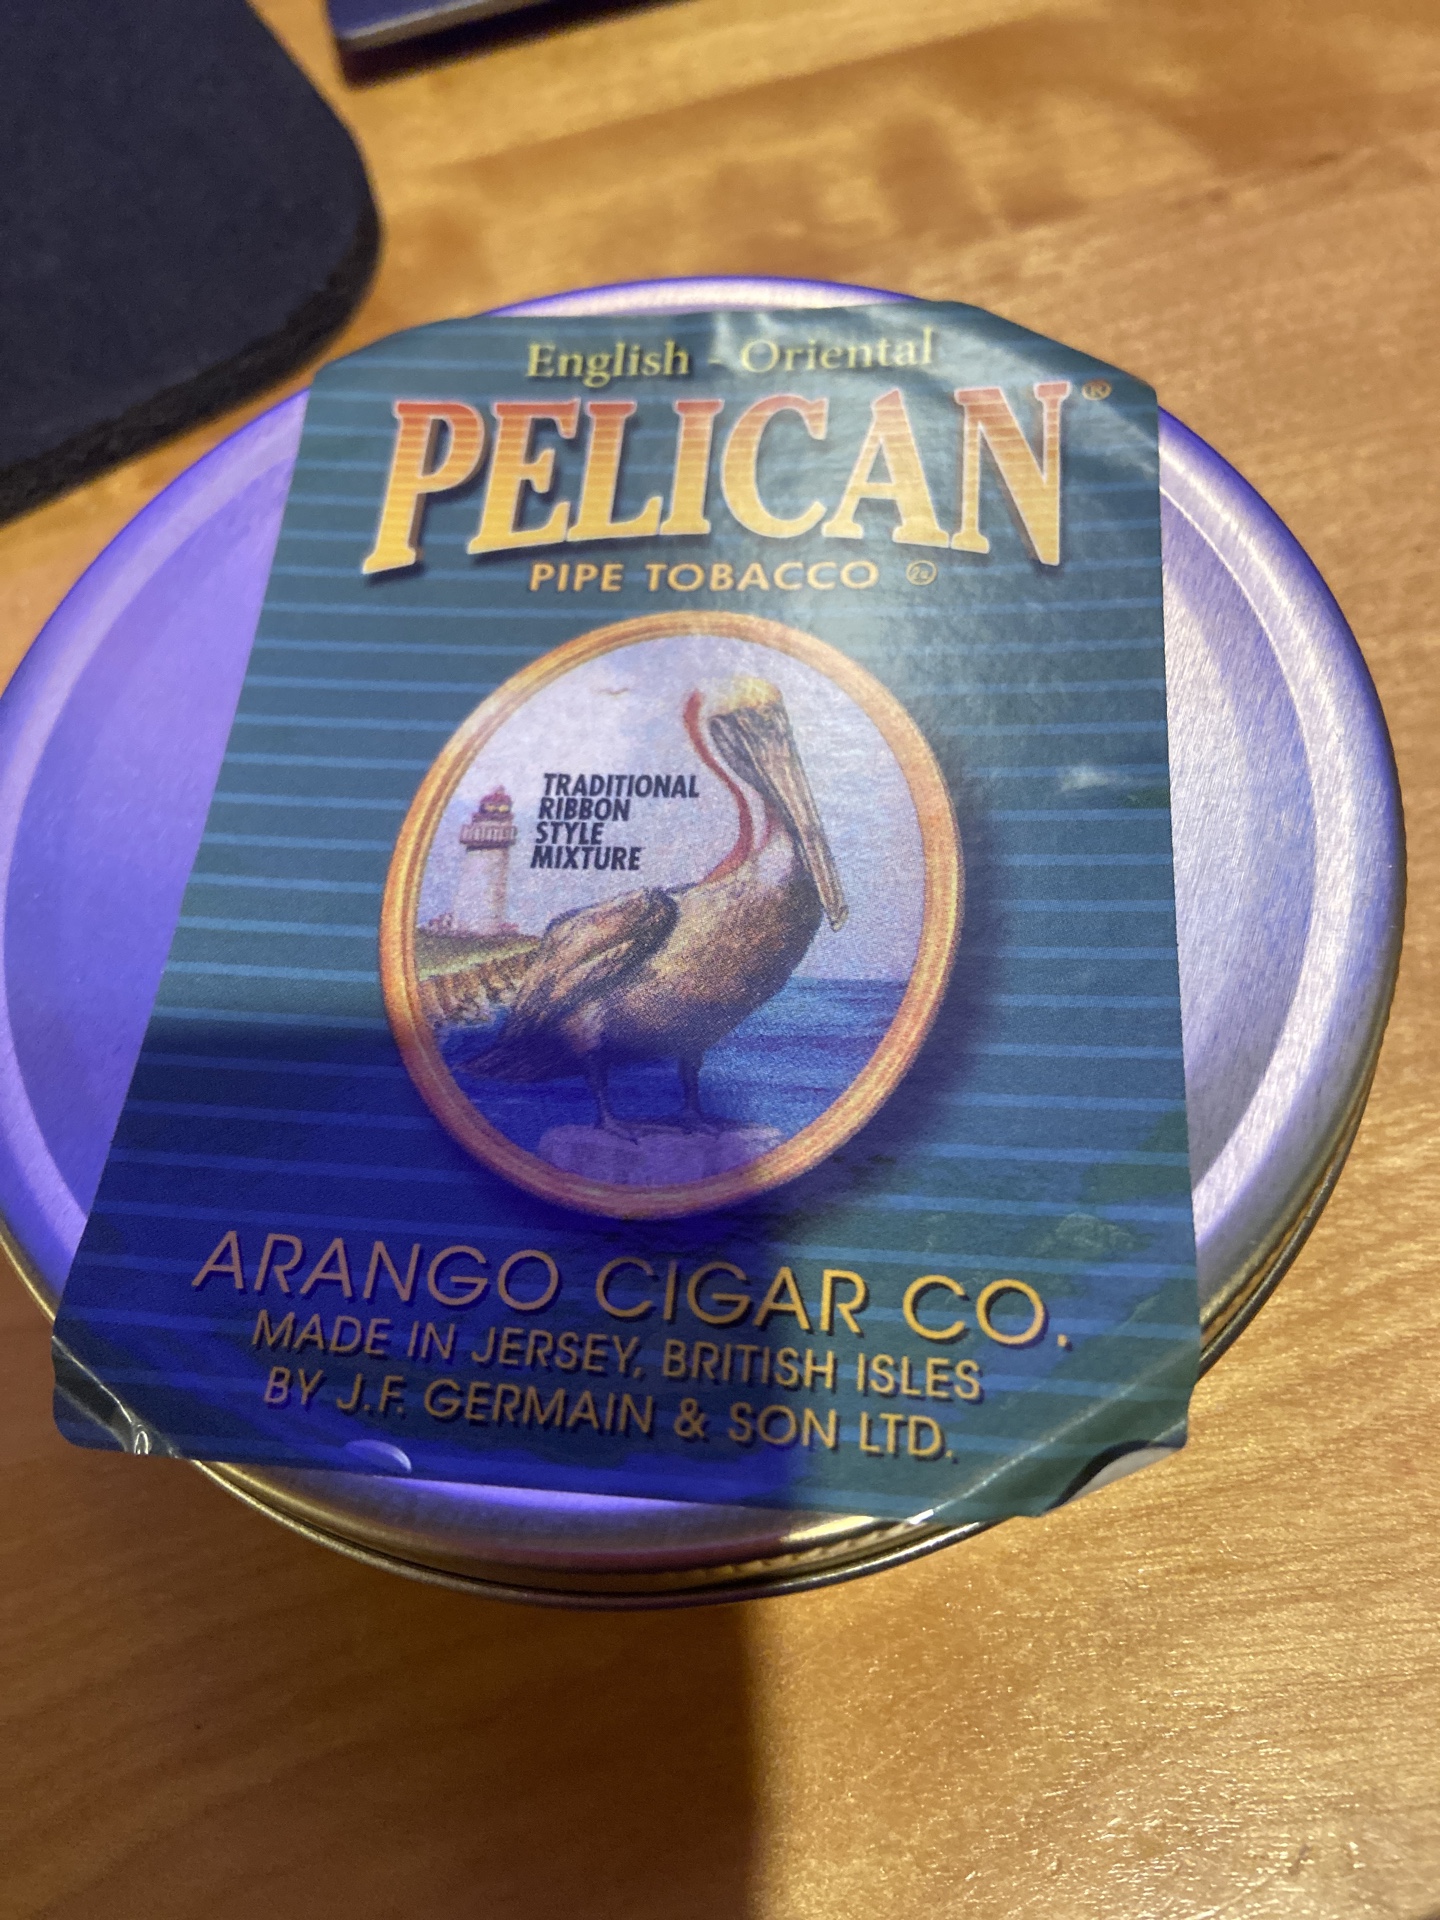 English - Oriental
PELICAN®
PIPE TOBACCO
TRADITIONAL
RIBBON
STYLE
MIXTURE
ARANGO CIGAR CO.
MADE IN JERSEY, BRITISH ISLES
BY J.F. GERMAIN & SON LTD.